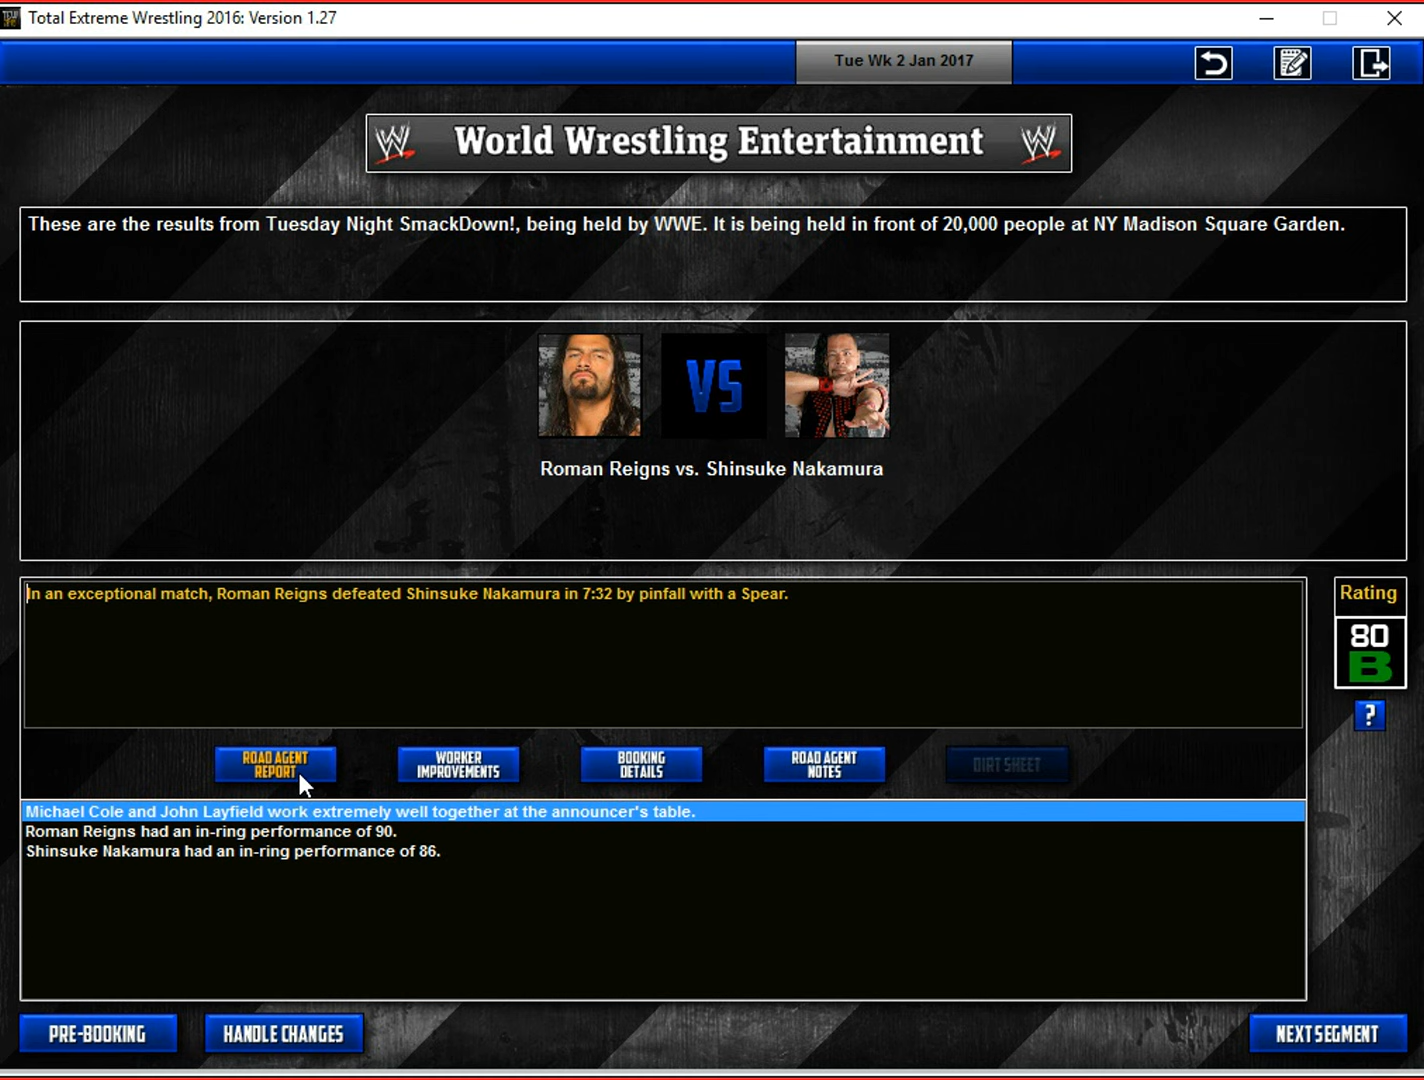 Total Extreme Wrestling 2016: Version 1.27
Tue Wk 2 Jan 2017
World Wrestling Entertainment
These are the results from Tuesday Night SmackDown!, being held by WWE. It is being held in front of 20,000 people at NY Madison Square Garden.
VS
Roman Reigns vs. Shinsuke Nakamura
In an exceptional match, Roman Reigns defeated Shinsuke Nakamura in 7:32 by pinfall with a Spear.
Rating
80
B
?
ROAD AGENT
REPORT
WORKER
IMPROVEMENTS
BOOKING
DETAILS
ROAD AGENT
NOTES
DIRT SHEET
Michael Cole and John Layfield work extremely well together at the announcer's table.
Roman Reigns had an in-ring performance of 90.
Shinsuke Nakamura had an in-ring performance of 86.
PRE-BOOKING
HANDLE CHANGES
NEXT SEGMENT